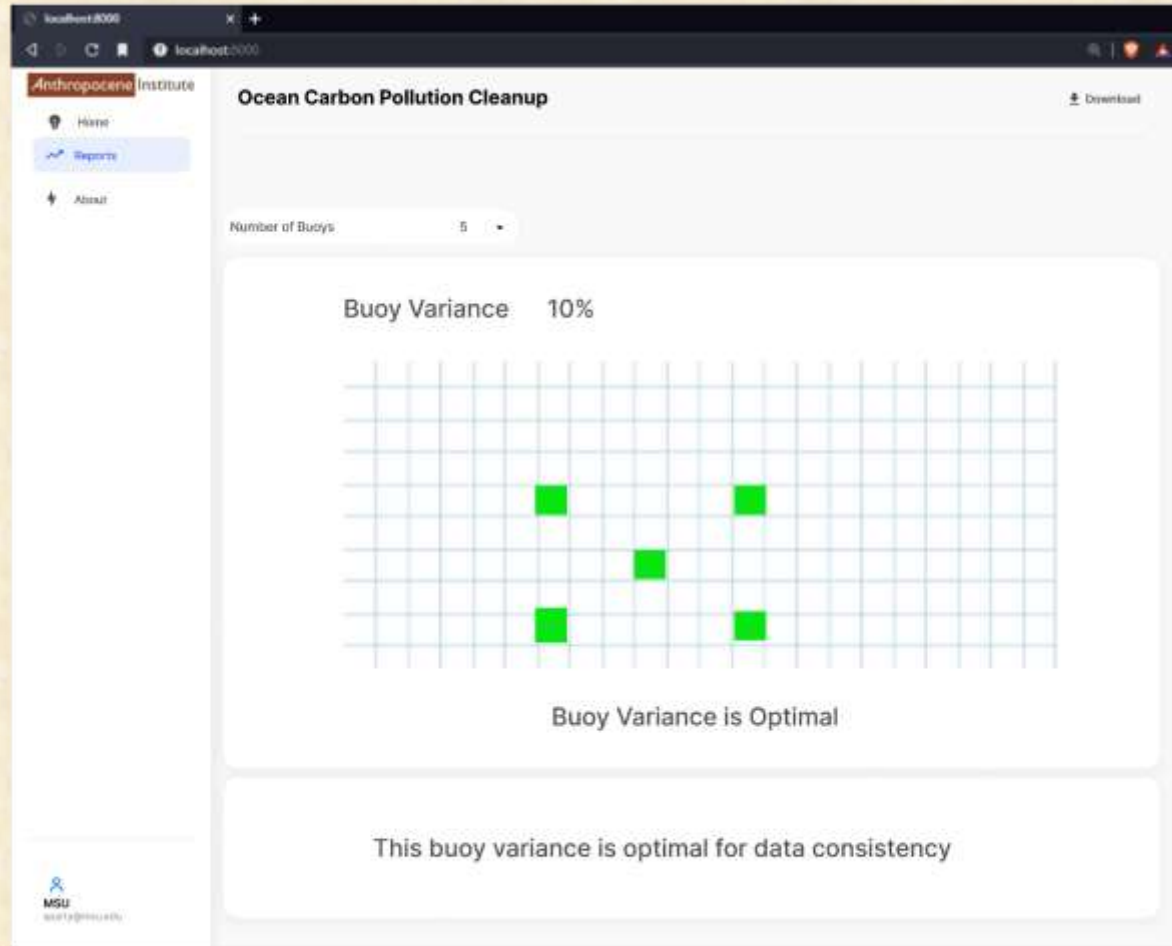 localhost:8000
localhost:8000
Anthropocene Institute
Home
Reports
About
Ocean Carbon Pollution Cleanup
Download
Number of Buoys 5
Buoy Variance 10%
Buoy Variance is Optimal
This buoy variance is optimal for data consistency
MSU